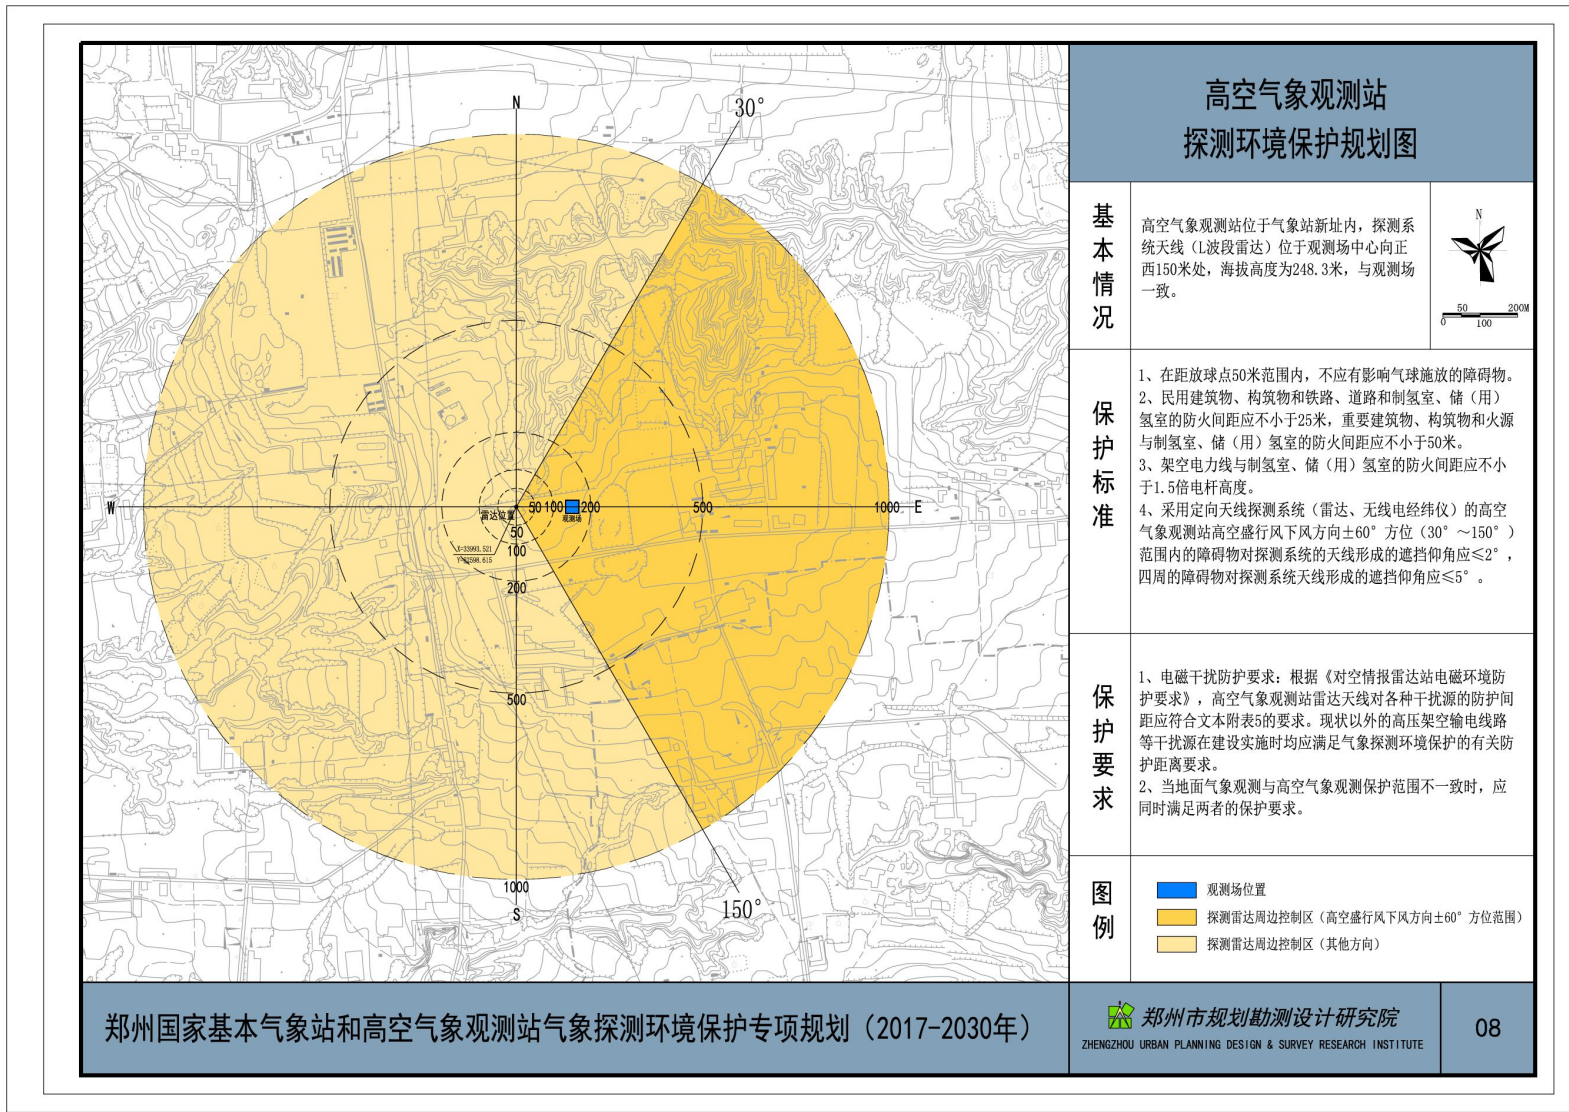 高空气象观测站
探测环境保护规划图
基本情况
高空气象观测站位于气象站新址内，探测系
统天线（L波段雷达）位于观测场中心向正
西150米处，海拔高度为248.3米，与观测场
一致。
N
50 200M
0 100
保护标准
1、在距放球点50米范围内，不应有影响气球施放的障碍物。
2、民用建筑物、构筑物和铁路、道路和制氢室、储（用）
氢室的防火间距应不小于25米，重要建筑物、构筑物和火源
与制氢室、储（用）氢室的防火间距应不小于50米。
3、架空电力线与制氢室、储（用）氢室的防火间距应不小
于1.5倍电杆高度。
4、采用定向天线探测系统（雷达、无线电经纬仪）的高空
气象观测站高空盛行风下风方向±60°方位（30°～150°）
范围内的障碍物对探测系统的天线形成的遮挡仰角应≤2°，
四周的障碍物对探测系统天线形成的遮挡仰角应≤5°。
保护要求
1、电磁干扰防护要求：根据《对空情报雷达站电磁环境防
护要求》，高空气象观测站雷达天线对各种干扰源的防护间
距应符合文本附表5的要求。现状以外的高压架空输电线路
等干扰源在建设实施时均应满足气象探测环境保护的有关防
护距离要求。
2、当地面气象观测与高空气象观测保护范围不一致时，应
同时满足两者的保护要求。
图例
观测场位置
探测雷达周边控制区（高空盛行风下风方向±60°方位范围）
探测雷达周边控制区（其他方向）
N
30°
W
50 100 200 500 1000 E
雷达位置
观测场
50
X=33993.521
100
200
500
1000
S
150°
郑州国家基本气象站和高空气象观测站气象探测环境保护专项规划（2017-2030年）
郑州市规划勘测设计研究院
ZHENGZHOU URBAN PLANNING DESIGN & SURVEY RESEARCH INSTITUTE
08